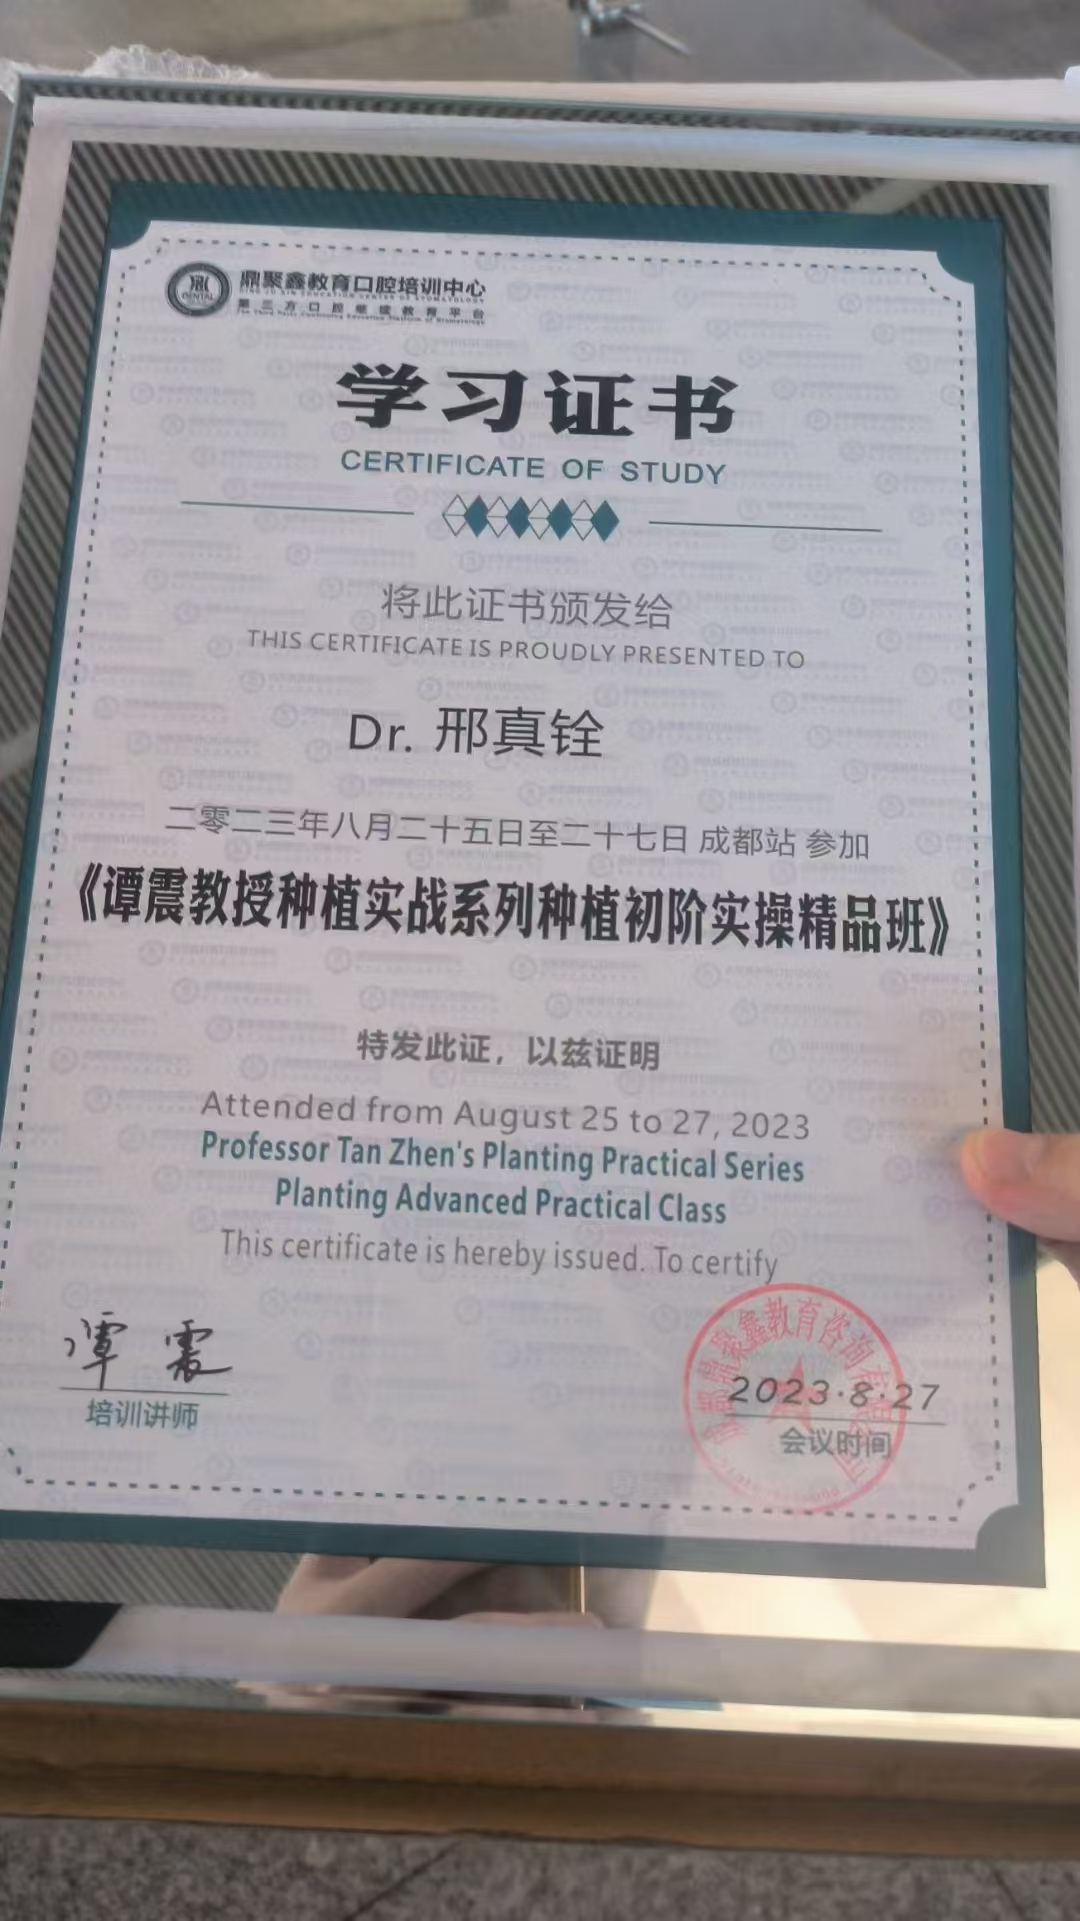 DENTAL
鼎聚鑫教育口腔培训中心
DING JU XIN EDUCATION CENTER OF STOMATOLOGY
第三方口腔继续教育平台
The Third Party Continuing Education Platform of Stomatology
学习证书
CERTIFICATE OF STUDY
将此证书颁发给
THIS CERTIFICATE IS PROUDLY PRESENTED TO
Dr. 邢真铨
二零二三年八月二十五日至二十七日 成都站 参加
《谭震教授种植实战系列种植初阶实操精品班》
特发此证，以兹证明
Attended from August 25 to 27, 2023
Professor Tan Zhen's Planting Practical Series
Planting Advanced Practical Class
This certificate is hereby issued. To certify
谭震
培训讲师
成都鼎聚鑫教育咨询有限公司
2023·8·27
会议时间